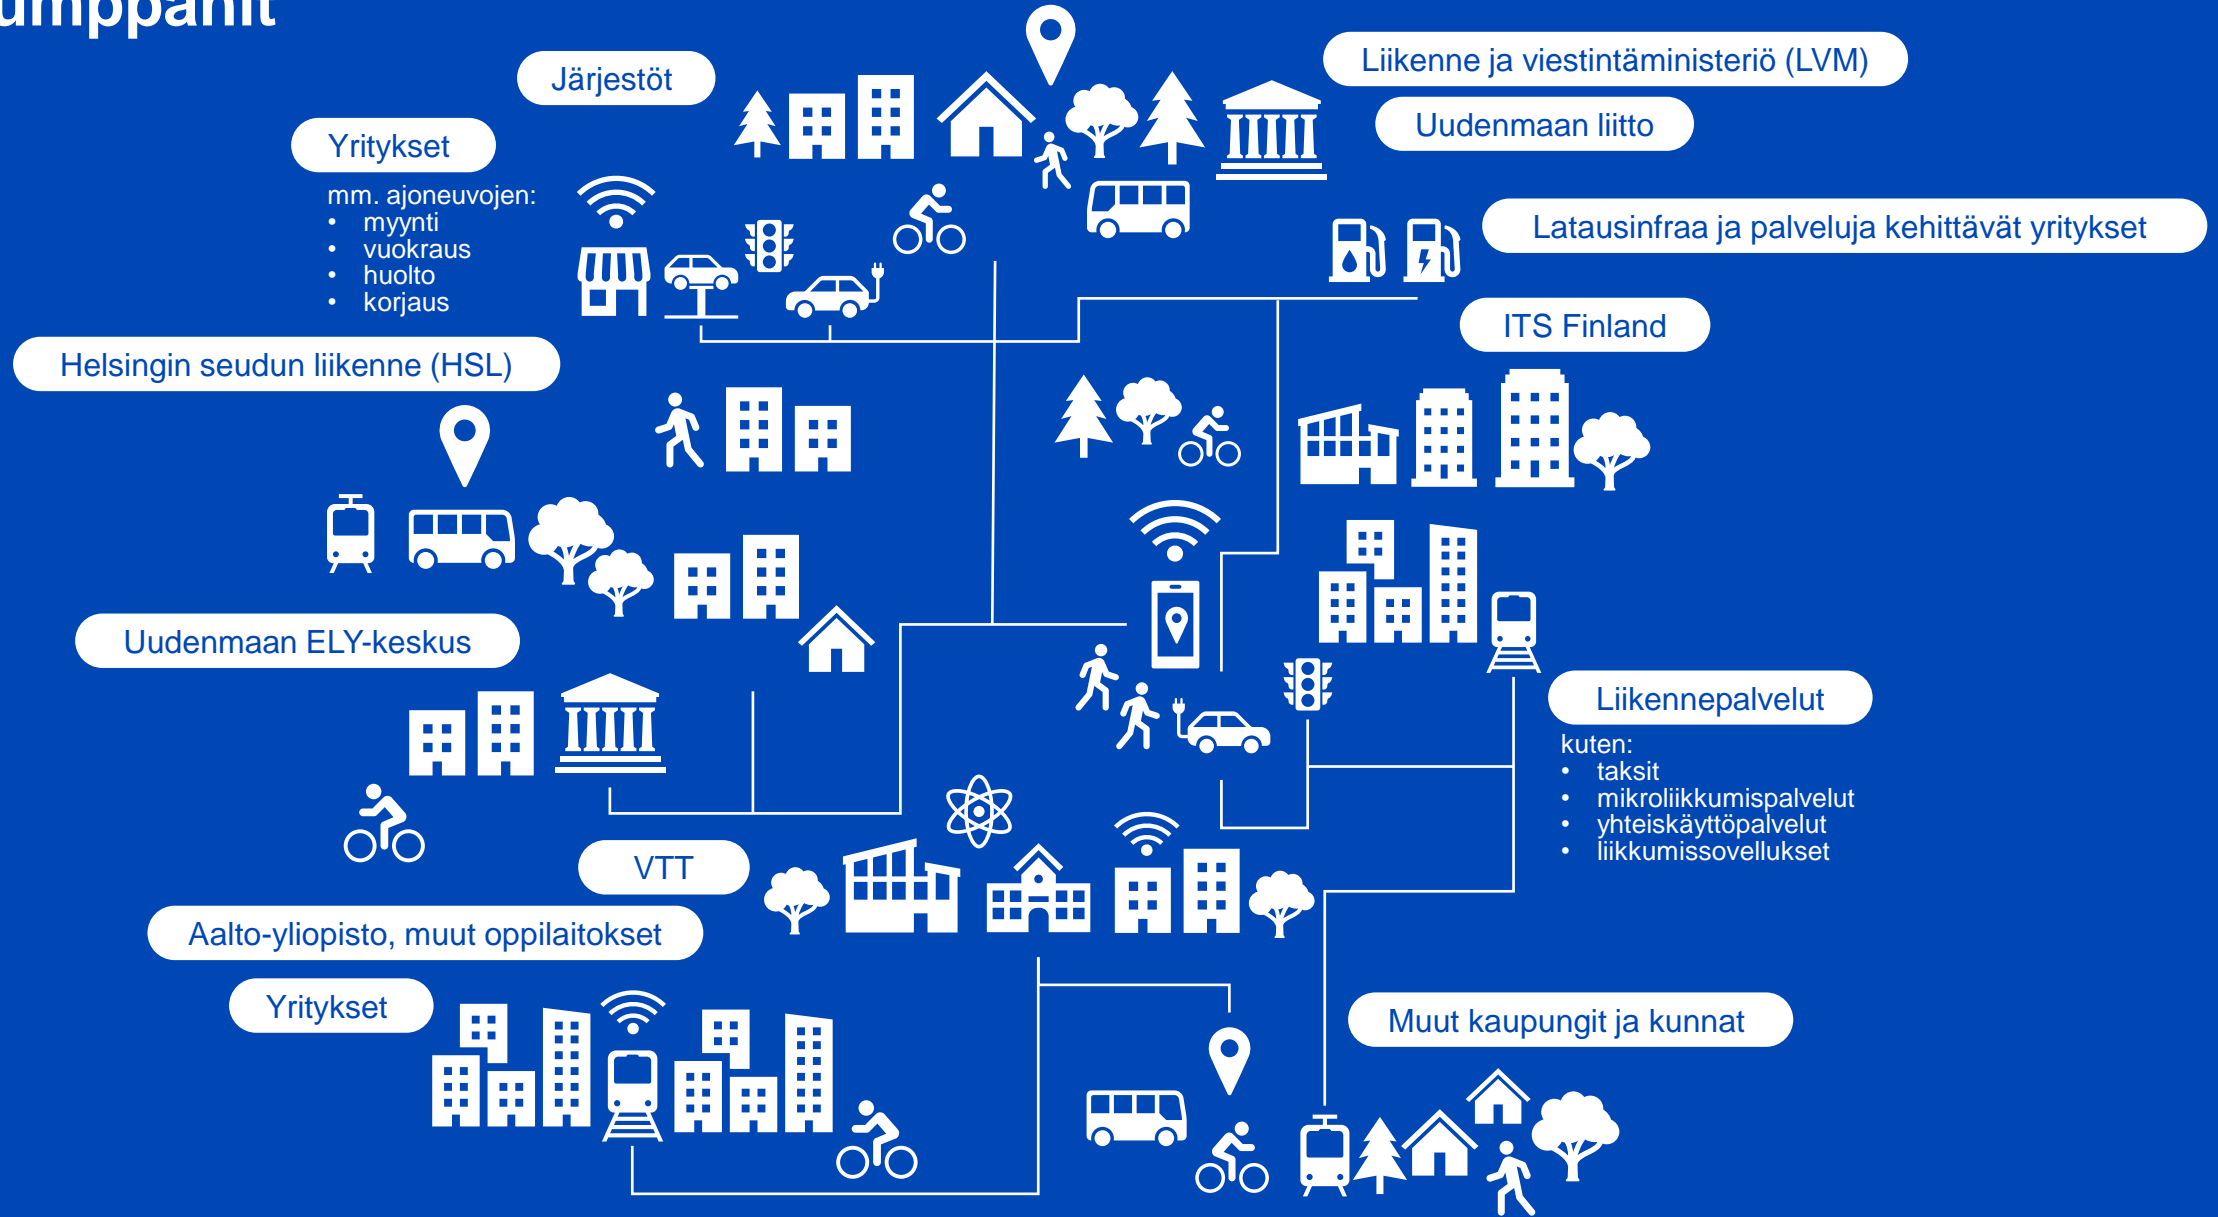 umppanit
Järjestöt
Liikenne ja viestintäministeriö (LVM)
Uudenmaan liitto
Yritykset
mm. ajoneuvojen:
• myynti
• vuokraus
• huolto
• korjaus
Latausinfraa ja palveluja kehittävät yritykset
ITS Finland
Helsingin seudun liikenne (HSL)
Uudenmaan ELY-keskus
Liikennepalvelut
kuten:
• taksit
• mikroliikkumispalvelut
• yhteiskäyttöpalvelut
• liikkumissovellukset
VTT
Aalto-yliopisto, muut oppilaitokset
Yritykset
Muut kaupungit ja kunnat